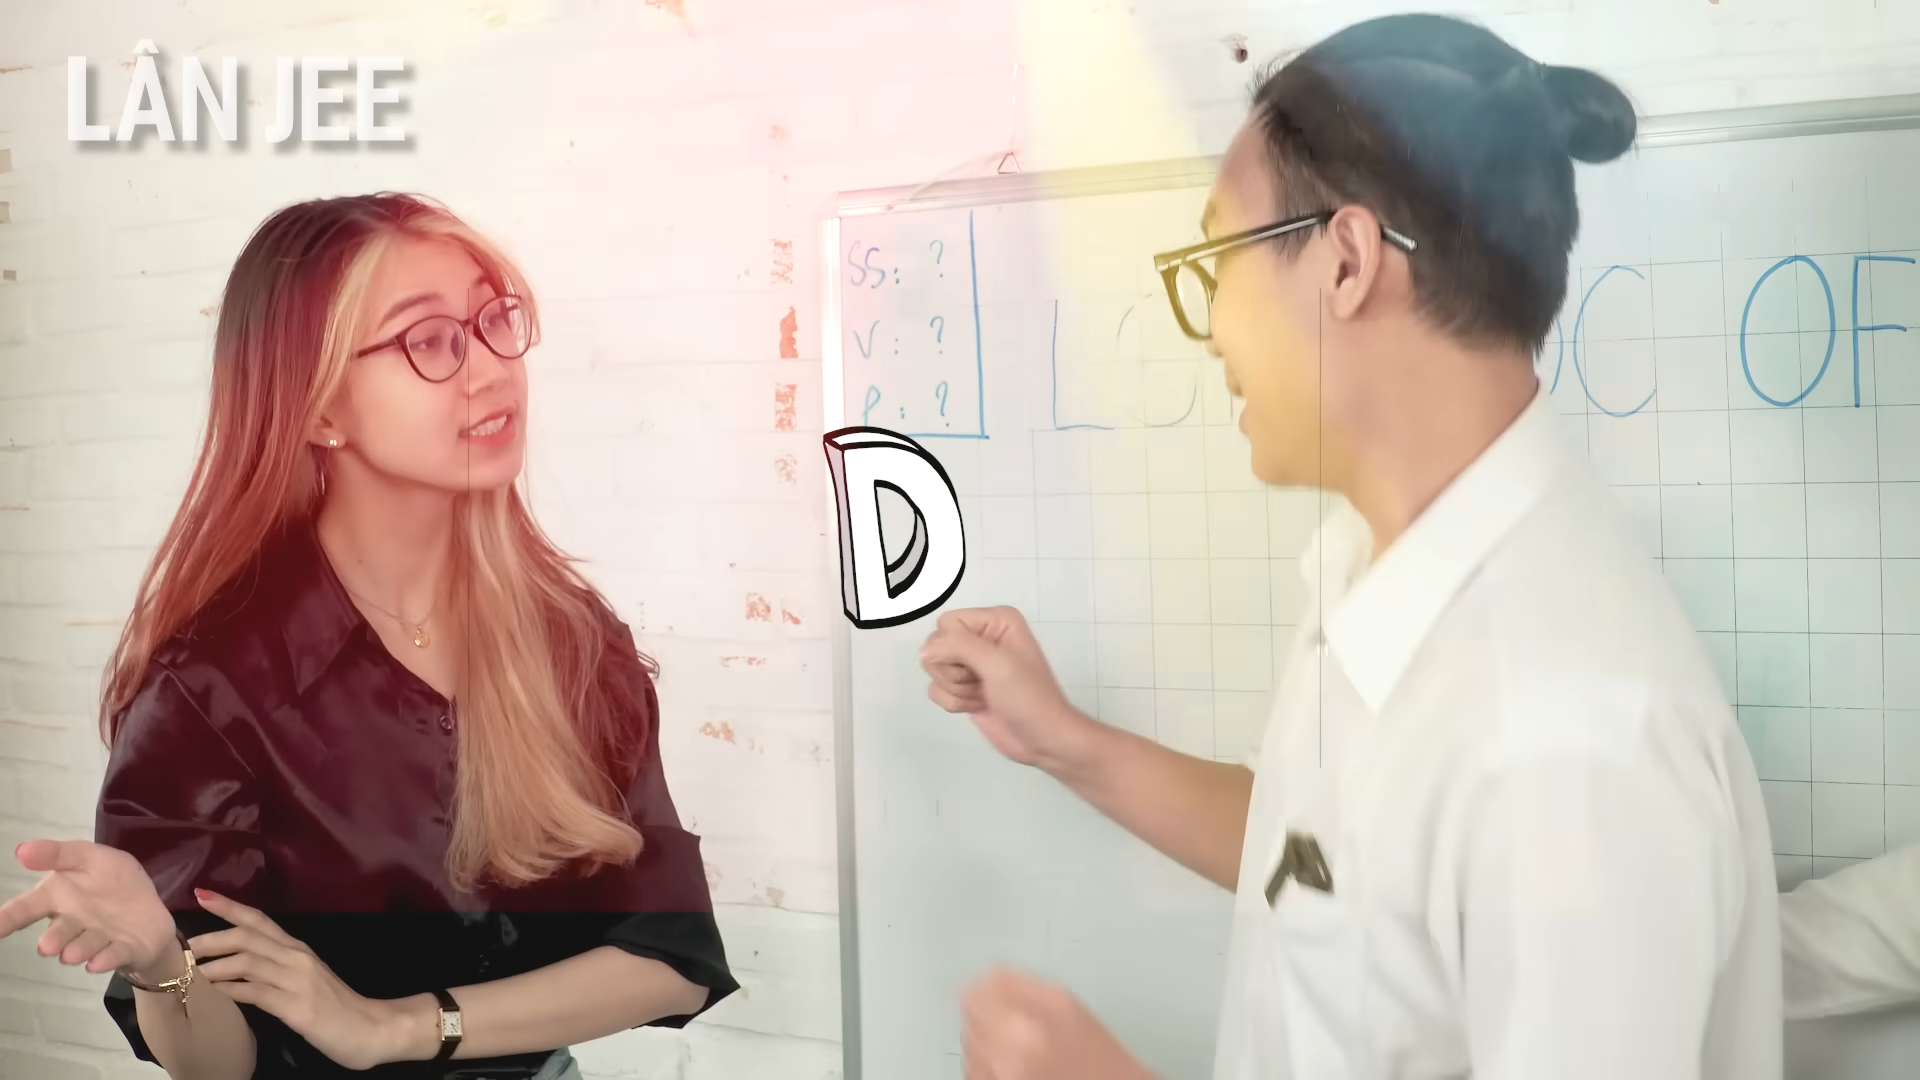 LÂN JEE
SS: ?
V: ?
P: ?
OF
D